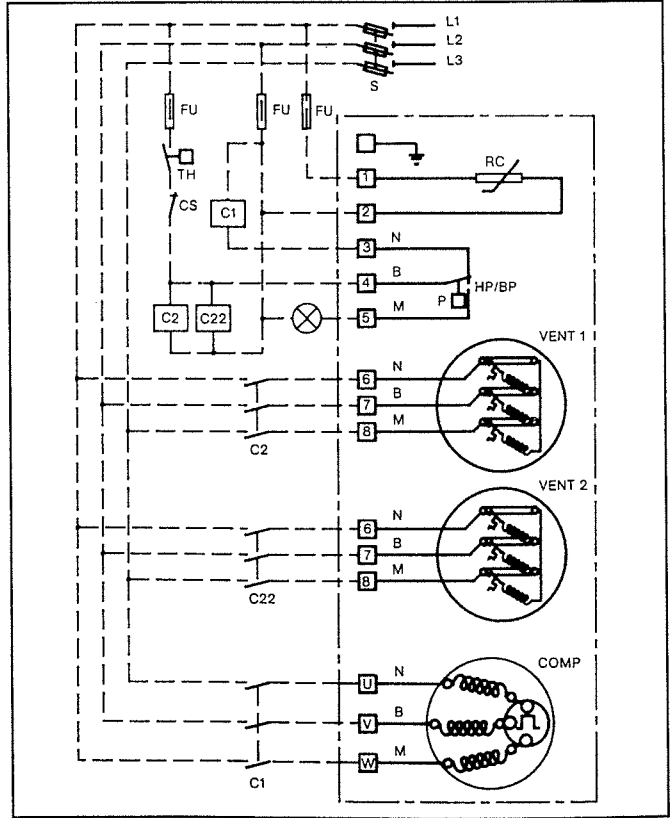 L1
L2
L3
S
FU
FU
FU
TH
RC
1
CS
C1
2
3 N
4 B
HP/BP
P
C2 C22
5 M
VENT 1
6 N
7 B
8 M
C2
VENT 2
6 N
7 B
8 M
C22
COMP
U N
V B
W M
C1